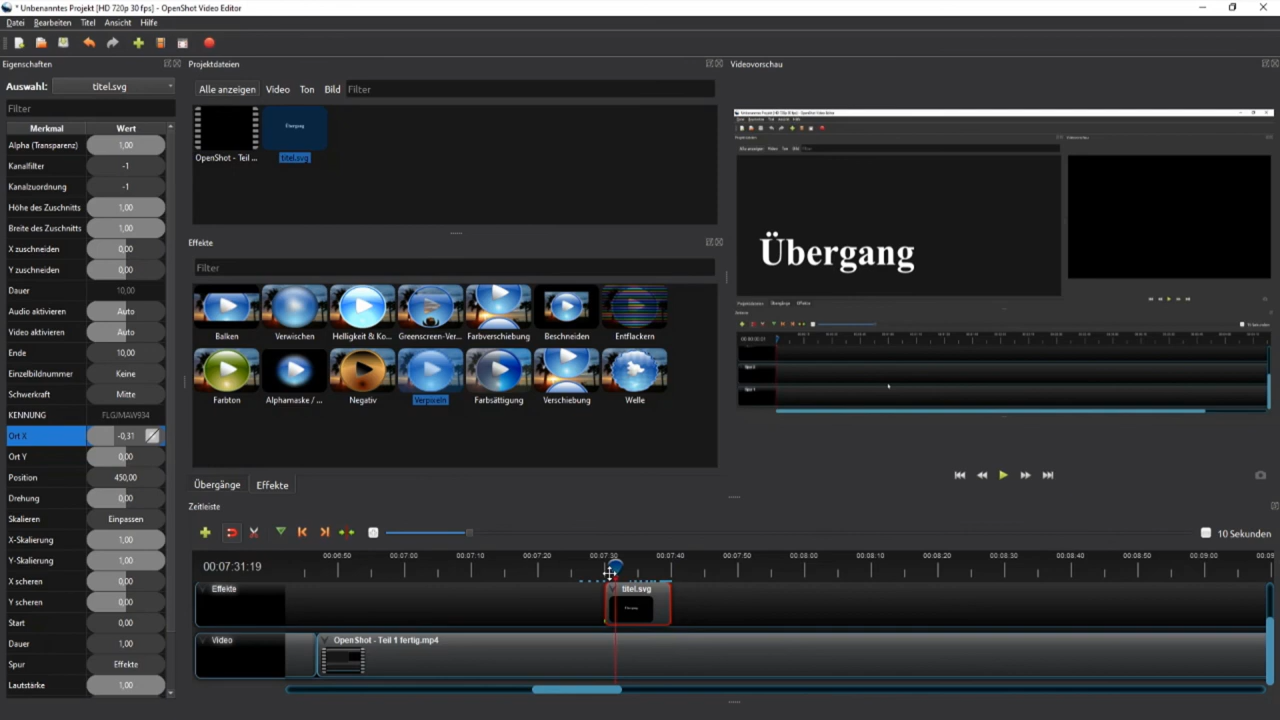 * Unbenanntes Projekt [HD 720p 30 fps] - OpenShot Video Editor
Datei Bearbeiten Titel Ansicht Hilfe
Eigenschaften
Projektdateien
Videovorschau
Auswahl: titel.svg
Alle anzeigen Video Ton Bild Filter
Filter
Merkmal Wert
Alpha (Transparenz) 1,00
Kanalfilter -1
Kanalzuordnung -1
Höhe des Zuschnitts 1,00
Breite des Zuschnitts 1,00
X zuschneiden 0,00
Y zuschneiden 0,00
Dauer 10,00
Audio aktivieren Auto
Video aktivieren Auto
Ende 10,00
Einzelbildnummer Keine
Schwerkraft Mitte
KENNUNG FLG/MAW934
Ort X -0,31
Ort Y 0,00
Position 450,00
Drehung 0,00
Skalieren Einpassen
X-Skalierung 1,00
Y-Skalierung 1,00
X scheren 0,00
Y scheren 0,00
Start 0,00
Dauer 1,00
Spur Effekte
Lautstärke 1,00
Übergang
OpenShot - Teil ... titel.svg
Effekte
Filter
Balken Verwischen Helligkeit & Ko... Greenscreen-Ver... Farbverschiebung Beschneiden Entflackern
Farbton Alphamaske / ... Negativ Verpixeln Farbsättigung Verschiebung Welle
Übergänge Effekte
Übergang
Zeitleiste
10 Sekunden
00:07:31:19
00:06:50 00:07:00 00:07:10 00:07:20 00:07:30 00:07:40 00:07:50 00:08:00 00:08:10 00:08:20 00:08:30 00:08:40 00:08:50 00:09:00 00:09
Effekte
titel.svg
Video
OpenShot - Teil 1 fertig.mp4